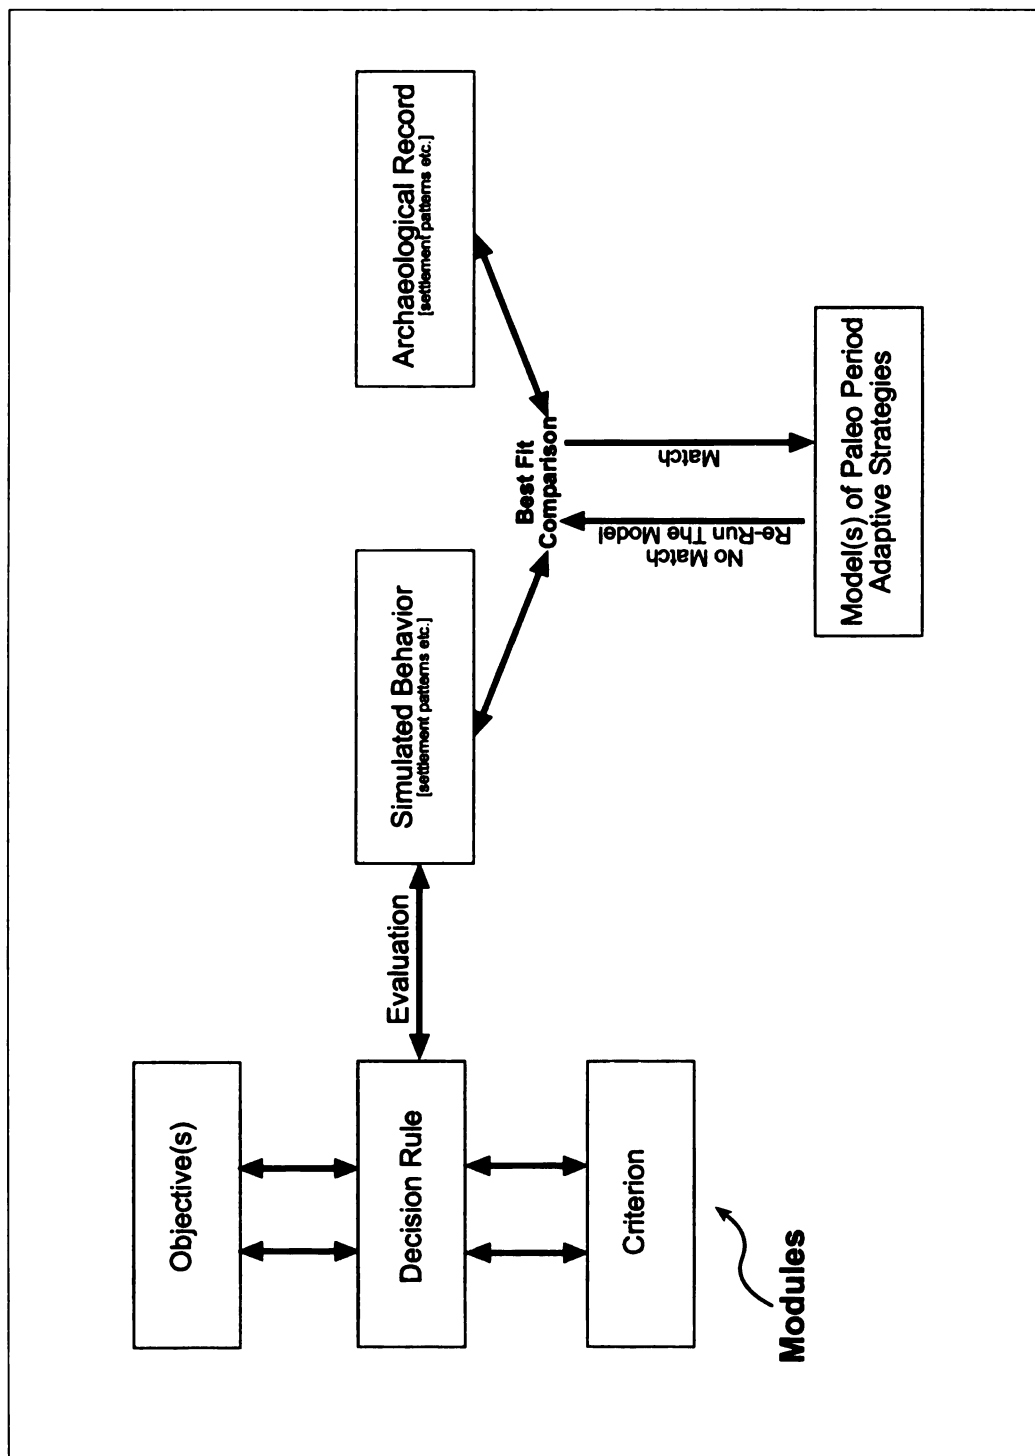 Objective(s)
Decision Rule
Criterion
Modules
Evaluation
Simulated Behavior
[settlement patterns etc.]
Best Fit
Comparison
Archaeological Record
[settlement patterns etc.]
No Match
Re-Run The Model
Match
Model(s) of Paleo Period
Adaptive Strategies